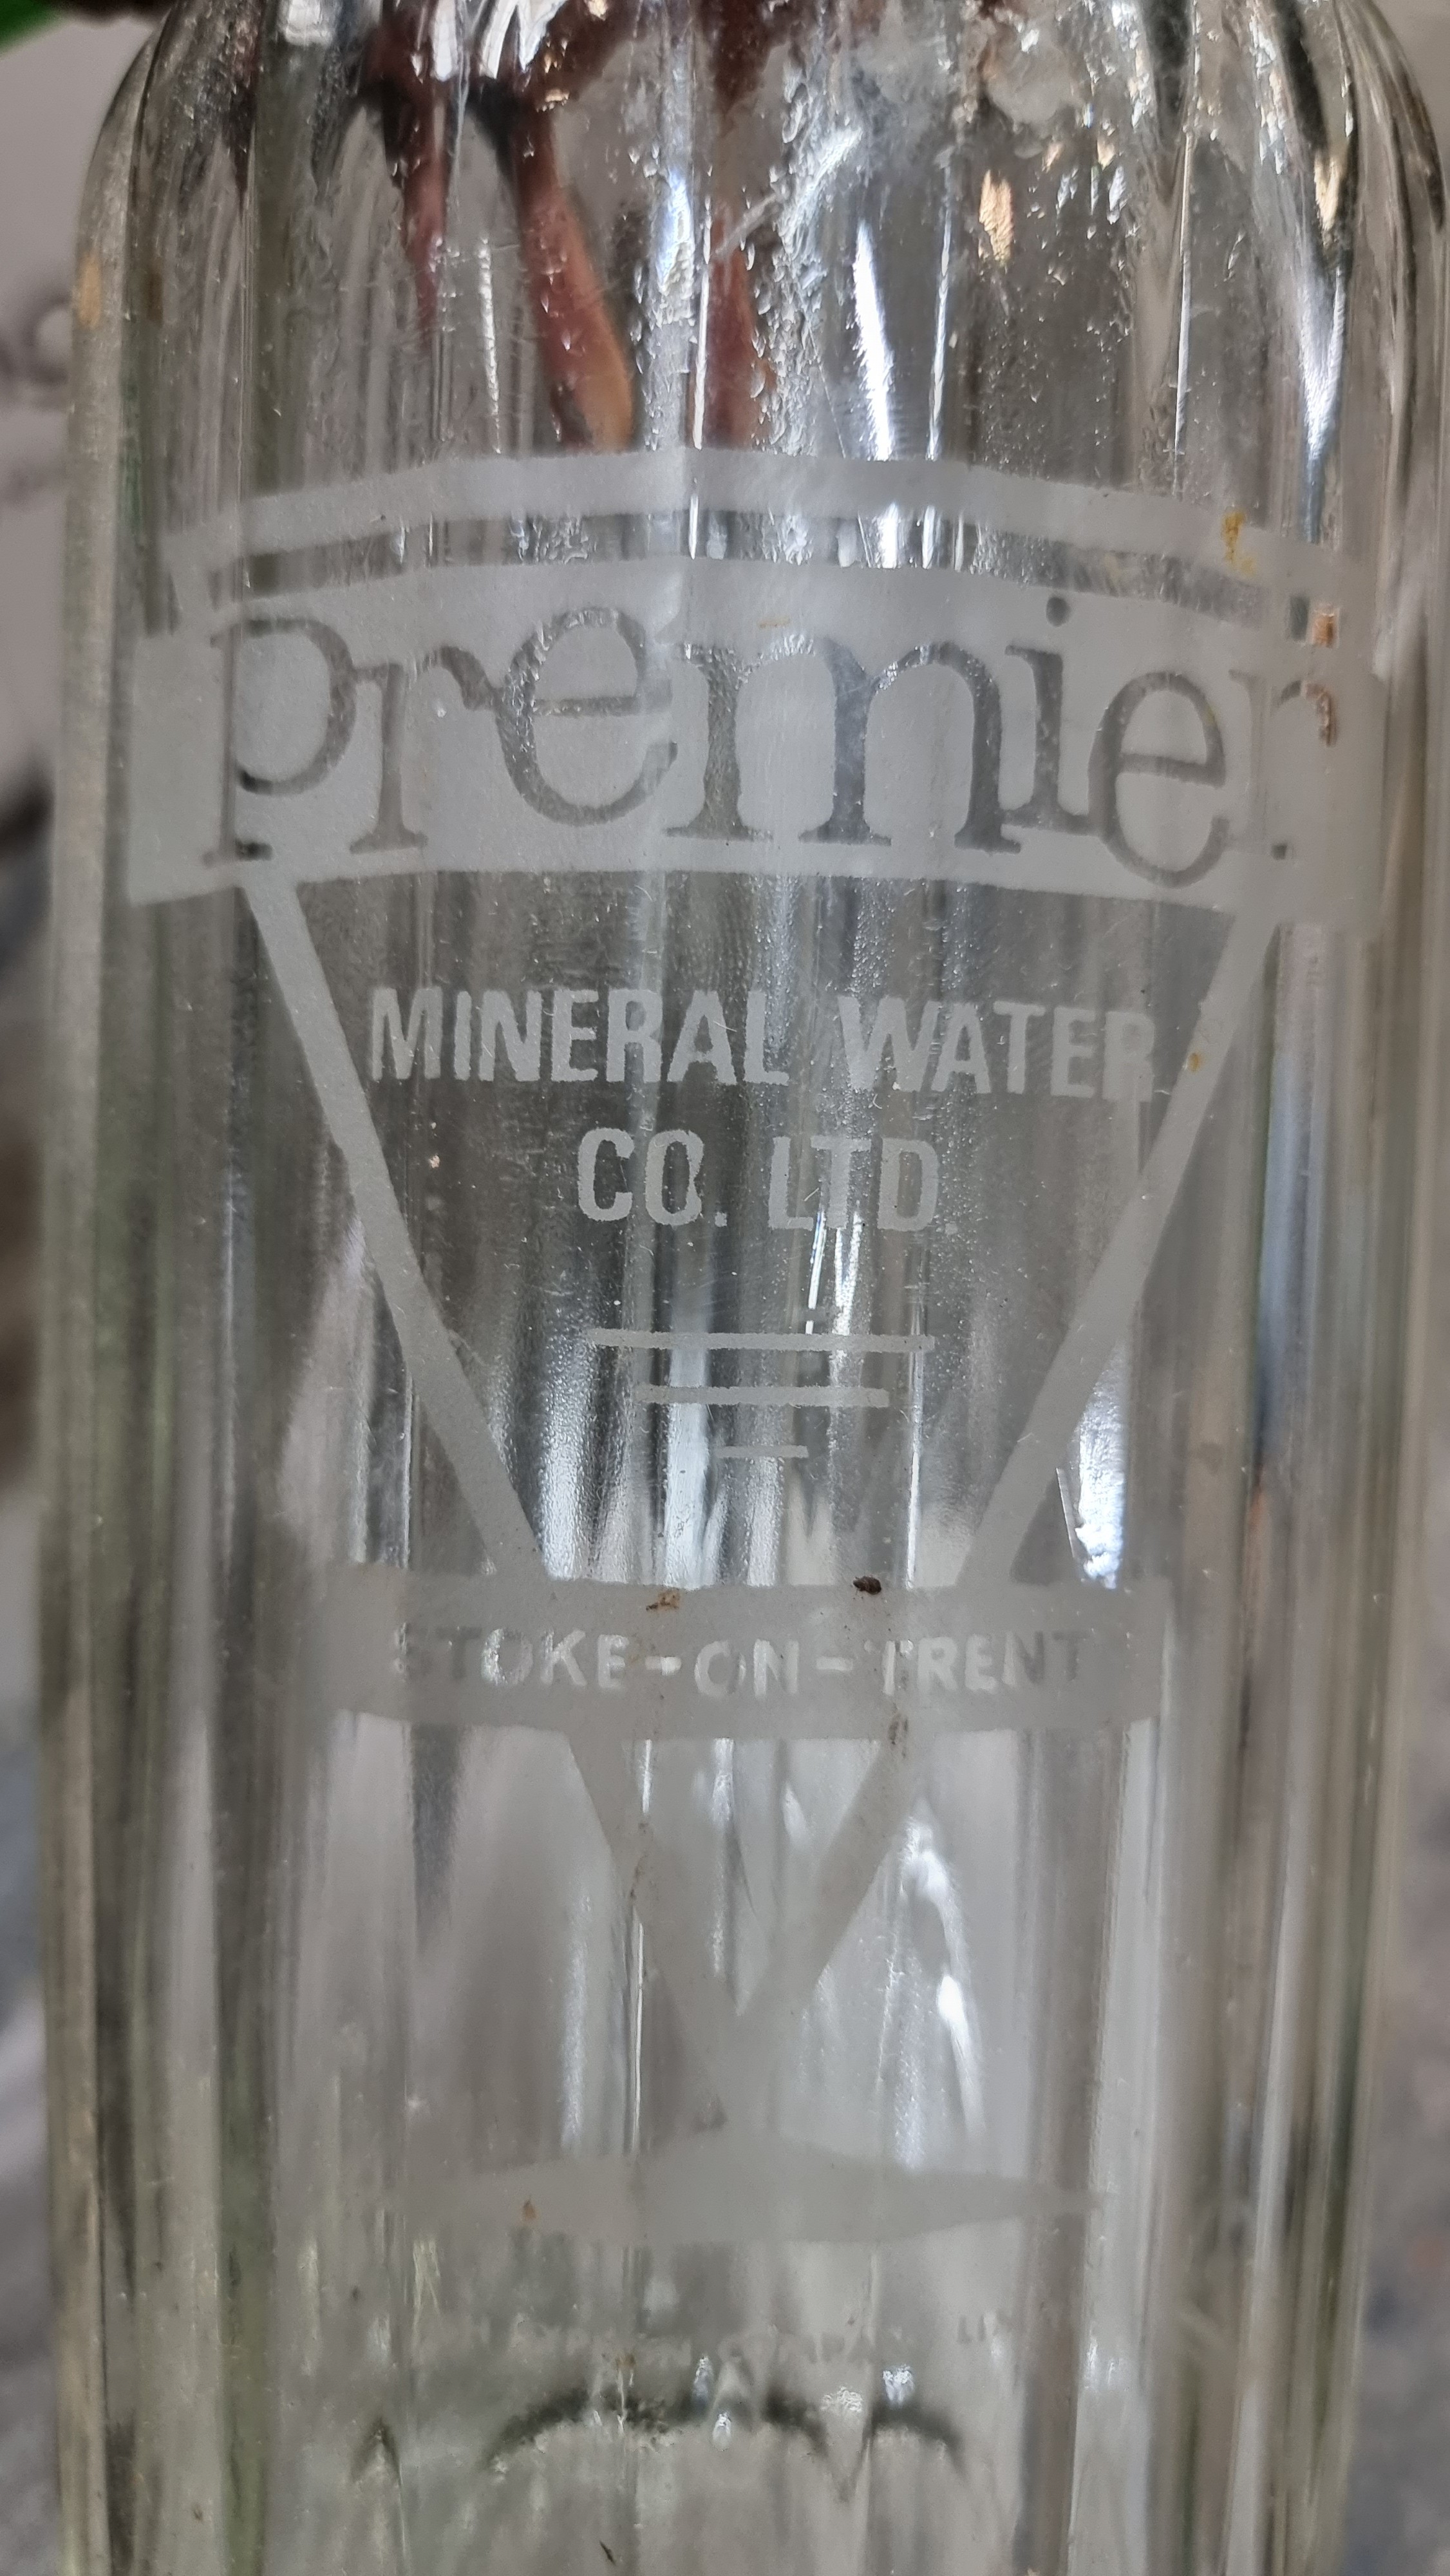 premier
MINERAL WATER
CO. LTD.
STOKE-ON-TRENT